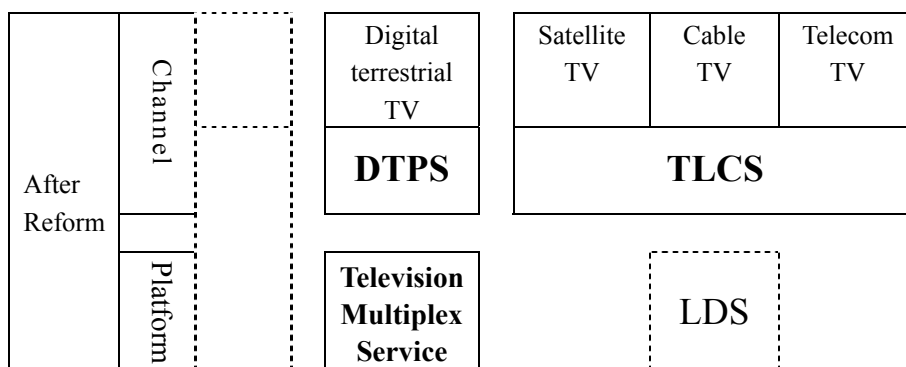 After
Reform
Channel
Digital
terrestrial
TV
Satellite
TV
Cable
TV
Telecom
TV
DTPS
TLCS
Platform
Television
Multiplex
Service
LDS